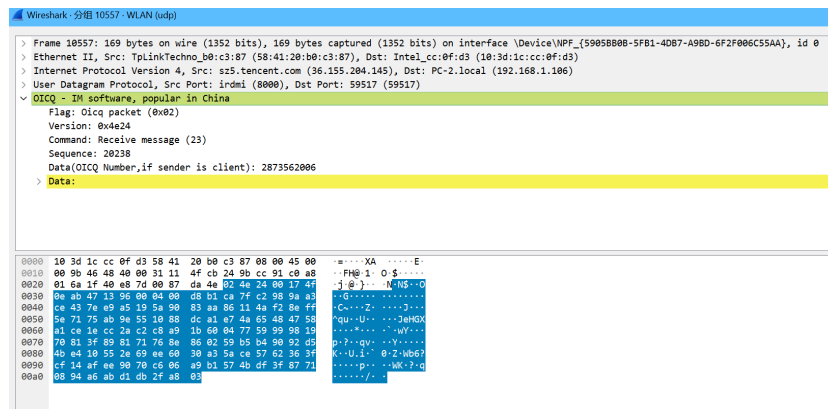 Wireshark · 分组 10557 · WLAN (udp)
> Frame 10557: 169 bytes on wire (1352 bits), 169 bytes captured (1352 bits) on interface \Device\NPF_{5905BB0B-5FB1-4DB7-A9BD-6F2F006C55AA}, id 0
> Ethernet II, Src: TpLinkTechno_b0:c3:87 (58:41:20:b0:c3:87), Dst: Intel_cc:0f:d3 (10:3d:1c:cc:0f:d3)
> Internet Protocol Version 4, Src: sz5.tencent.com (36.155.204.145), Dst: PC-2.local (192.168.1.106)
> User Datagram Protocol, Src Port: irdmi (8000), Dst Port: 59517 (59517)
OICQ - IM software, popular in China
Flag: Oicq packet (0x02)
Version: 0x4e24
Command: Receive message (23)
Sequence: 20238
Data(OICQ Number,if sender is client): 2873562006
> Data:
0000 10 3d 1c cc 0f d3 58 41 20 b0 c3 87 08 00 45 00 ·=····XA ·····E·
0010 00 9b 46 48 40 00 31 11 4f cb 24 9b cc 91 c0 a8 ··FH@·1· O·$·····
0020 01 6a 1f 40 e8 7d 00 87 da 4e 02 4e 24 00 17 4f ·j·@·}·· ·N·N$··O
0030 0e ab 47 13 96 00 04 00 d8 b1 ca 7f c2 98 9a a3 ··G····· ········
0040 ce 43 7e e9 a5 19 5a 90 83 aa 86 11 4a f2 8e ff ·C~···Z· ····J···
0050 5e 71 75 ab 9e 55 10 88 dc a1 e7 4a 65 48 47 58 ^qu··U·· ···JeHGX
0060 a1 ce 1e cc 2a c2 c8 a9 1b 60 04 77 59 99 98 19 ····*··· ·`·wY···
0070 70 81 3f 89 81 71 76 8e 86 02 59 b5 b4 90 92 d5 p·?··qv· ··Y·····
0080 4b e4 10 55 2e 69 ee 60 30 a3 5a ce 57 62 36 3f K··U.i·` 0·Z·Wb6?
0090 cf 14 af ee 90 70 c6 06 a9 b1 57 4b df 3f 87 71 ·····p·· ··WK·?·q
00a0 08 94 a6 ab d1 db 2f a8 03 ······/· ·